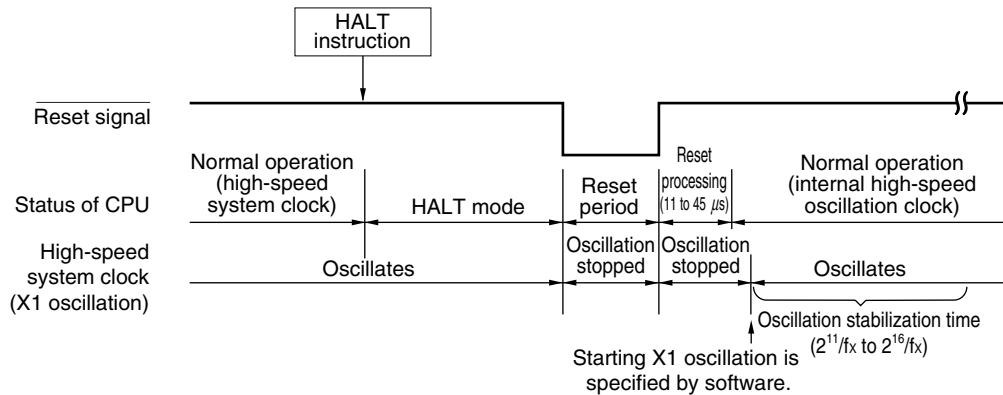 HALT
instruction
Reset signal
Normal operation
(high-speed
system clock)
HALT mode
Reset
period
Reset
processing
(11 to 45 μs)
Normal operation
(internal high-speed
oscillation clock)
Status of CPU
High-speed
system clock
(X1 oscillation)
Oscillates
Oscillation
stopped
Oscillation
stopped
Oscillates
Oscillation stabilization time
(2¹¹/fx to 2¹⁶/fx)
Starting X1 oscillation is
specified by software.